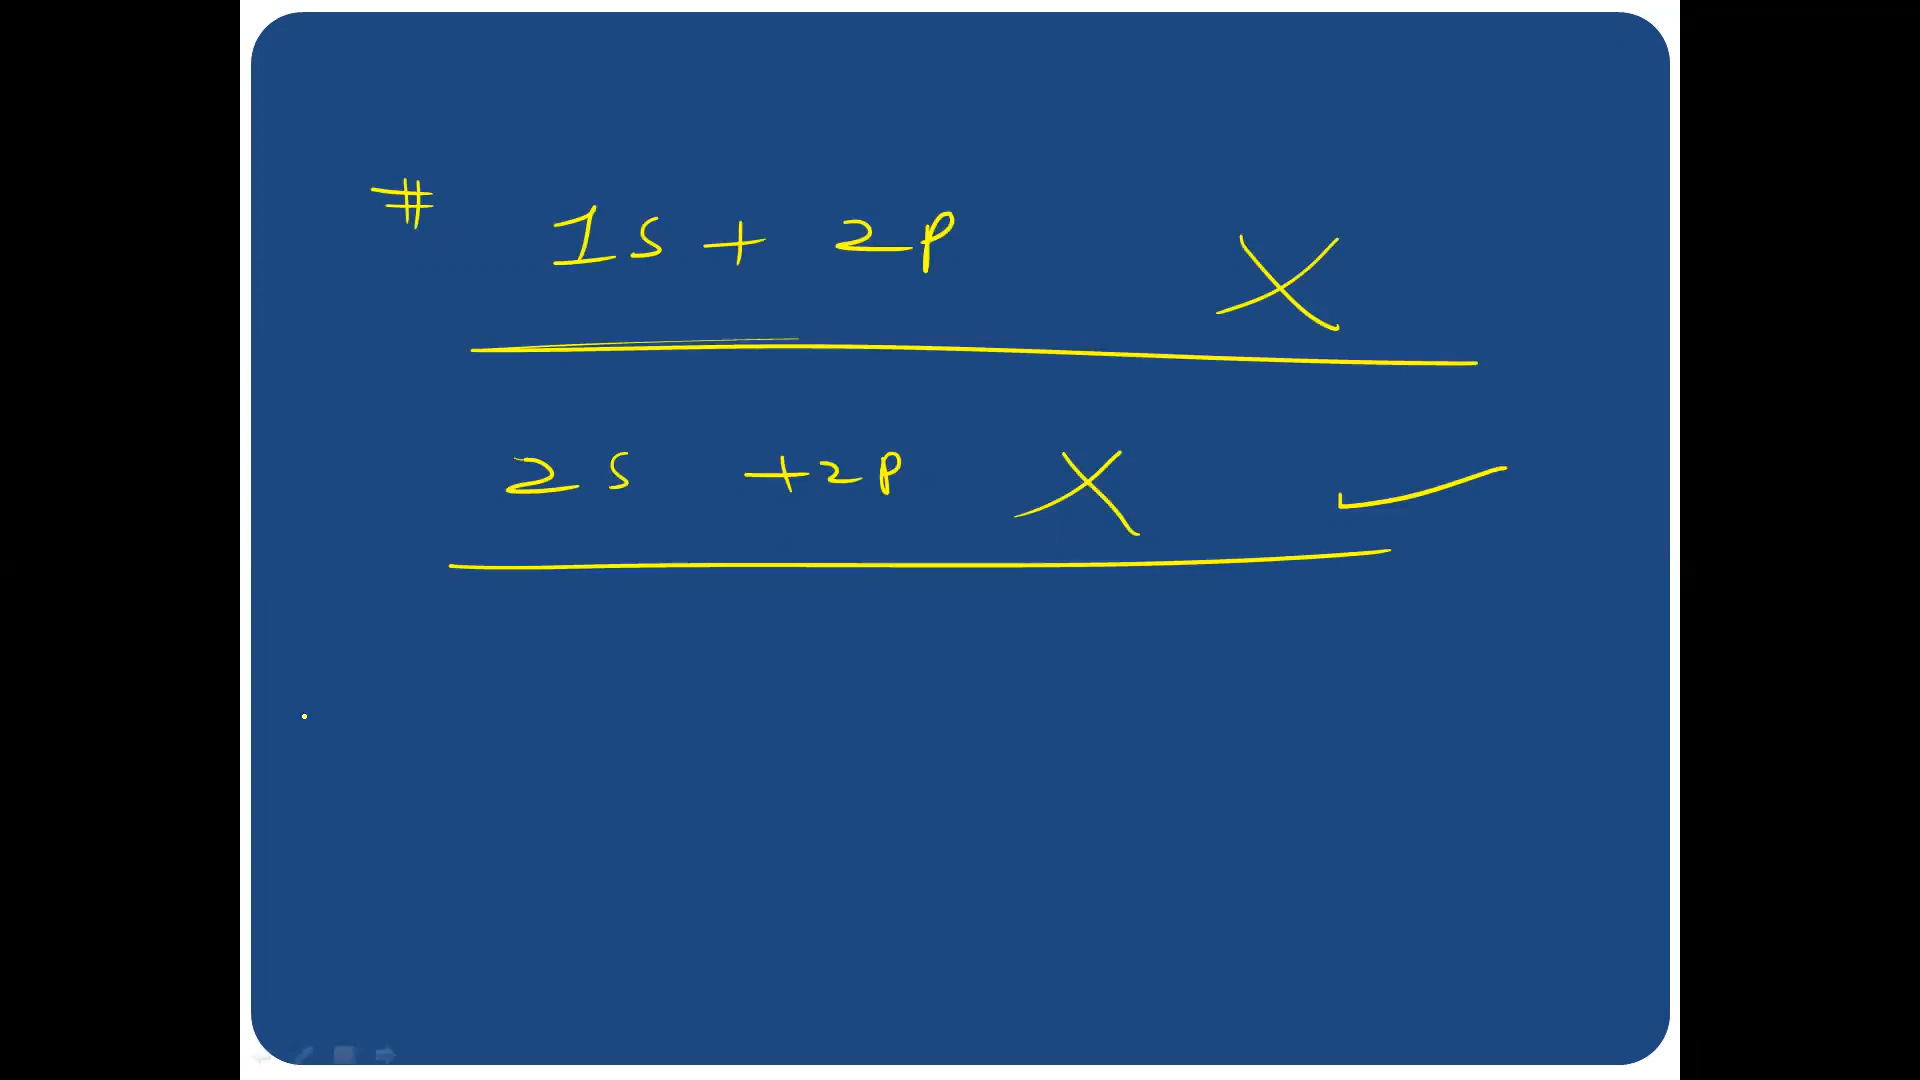 # 1s + 2p X
2s +2p X ✓